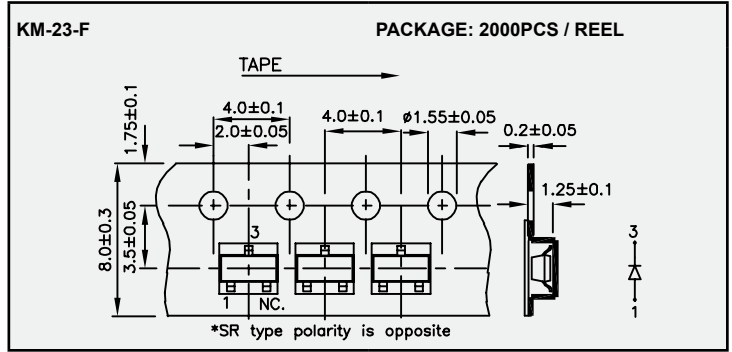 KM-23-F
PACKAGE: 2000PCS / REEL
TAPE
4.0±0.1
2.0±0.05
4.0±0.1
ø1.55±0.05
0.2±0.05
1.75±0.1
1.25±0.1
8.0±0.3
3.5±0.05
3
1
NC.
3
1
*SR type polarity is opposite